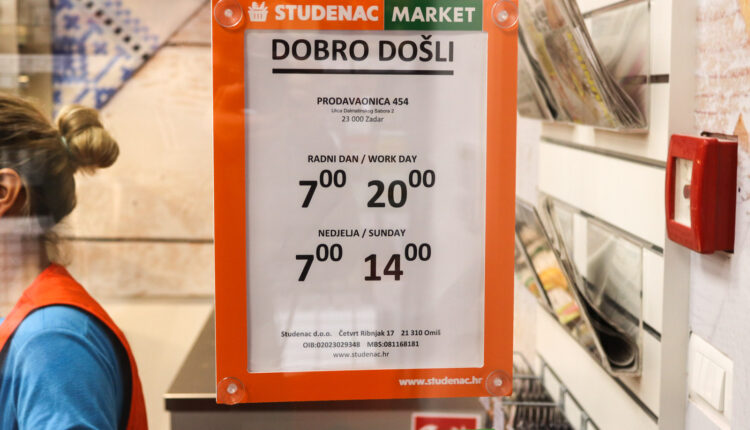 STUDENAC MARKET
DOBRO DOŠLI
PRODAVAONICA 454
Ulica Dalmatinskog Sabora 2
23 000 Zadar
RADNI DAN / WORK DAY
7⁰⁰ 20⁰⁰
NEDJELJA / SUNDAY
7⁰⁰ 14⁰⁰
Studenac d.o.o. Četvrt Ribnjak 17 21 310 Omiš
OIB:02023029348 MBS:081168181
www.studenac.hr
www.studenac.hr